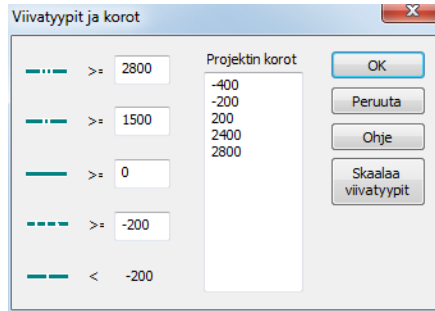 Viivatyypit ja korot
>= 2800
>= 1500
>= 0
>= -200
< -200
Projektin korot
-400
-200
200
2400
2800
OK
Peruuta
Ohje
Skaalaa
viivatyypit